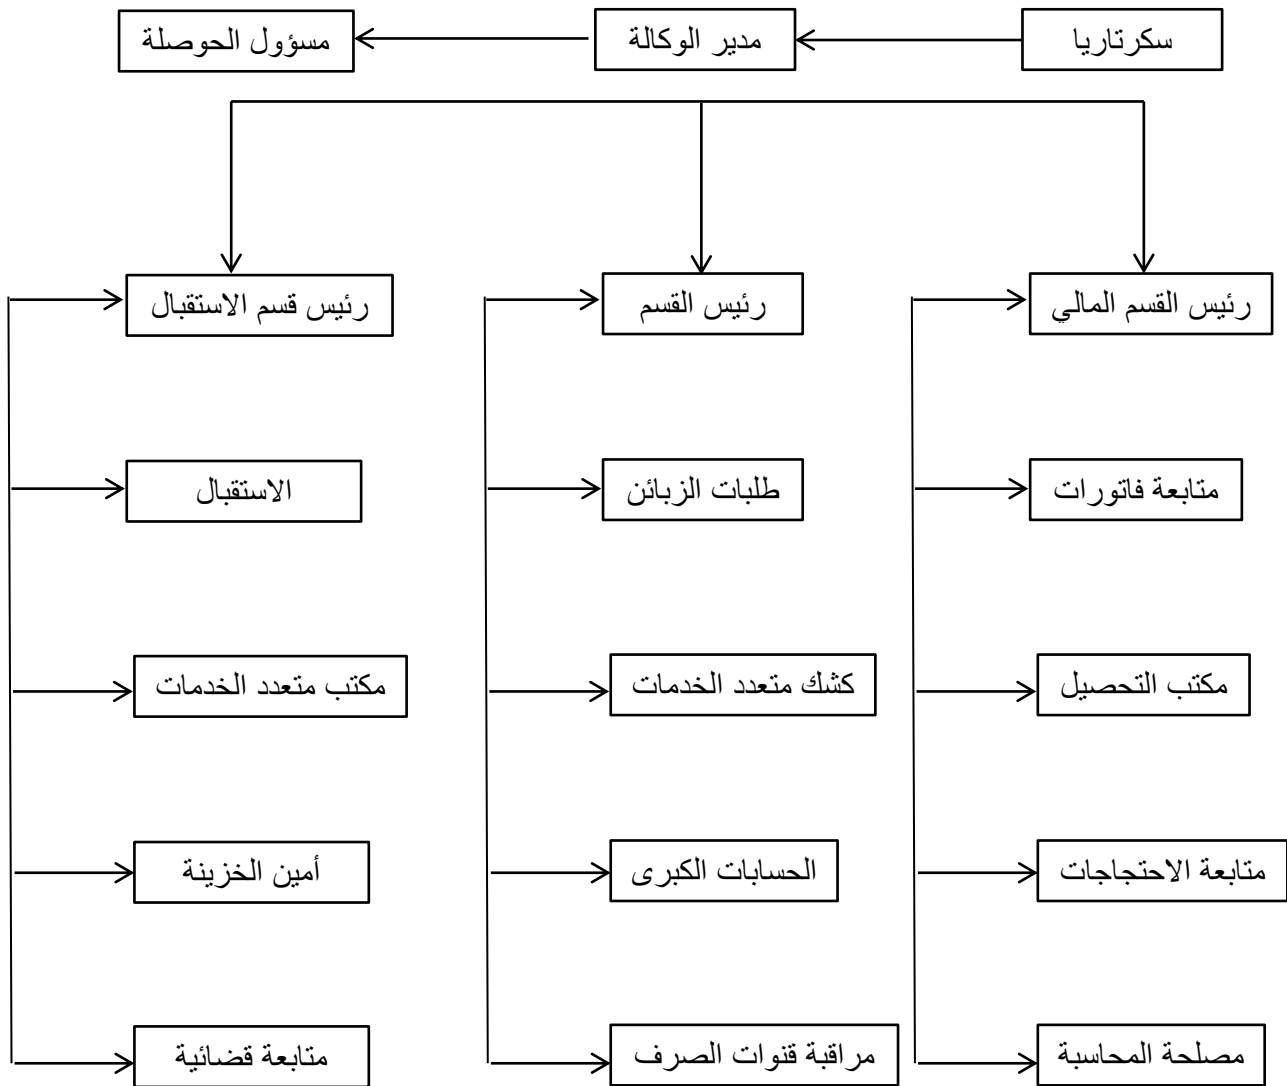 سكرتاريا
مدير الوكالة
مسؤول الحوصلة
رئيس القسم المالي
رئيس القسم
رئيس قسم الاستقبال
متابعة فاتورات
طلبات الزبائن
الاستقبال
مكتب التحصيل
كشك متعدد الخدمات
مكتب متعدد الخدمات
متابعة الاحتجاجات
الحسابات الكبرى
أمين الخزينة
مصلحة المحاسبة
مراقبة قنوات الصرف
متابعة قضائية